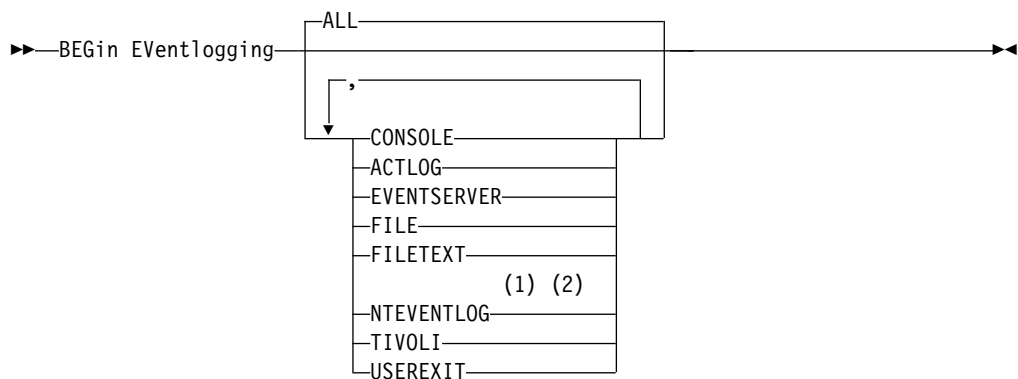 ALL
BEGin EVentlogging
,
CONSOLE
ACTLOG
EVENTSERVER
FILE
FILETEXT
(1) (2)
NTEVENTLOG
TIVOLI
USEREXIT